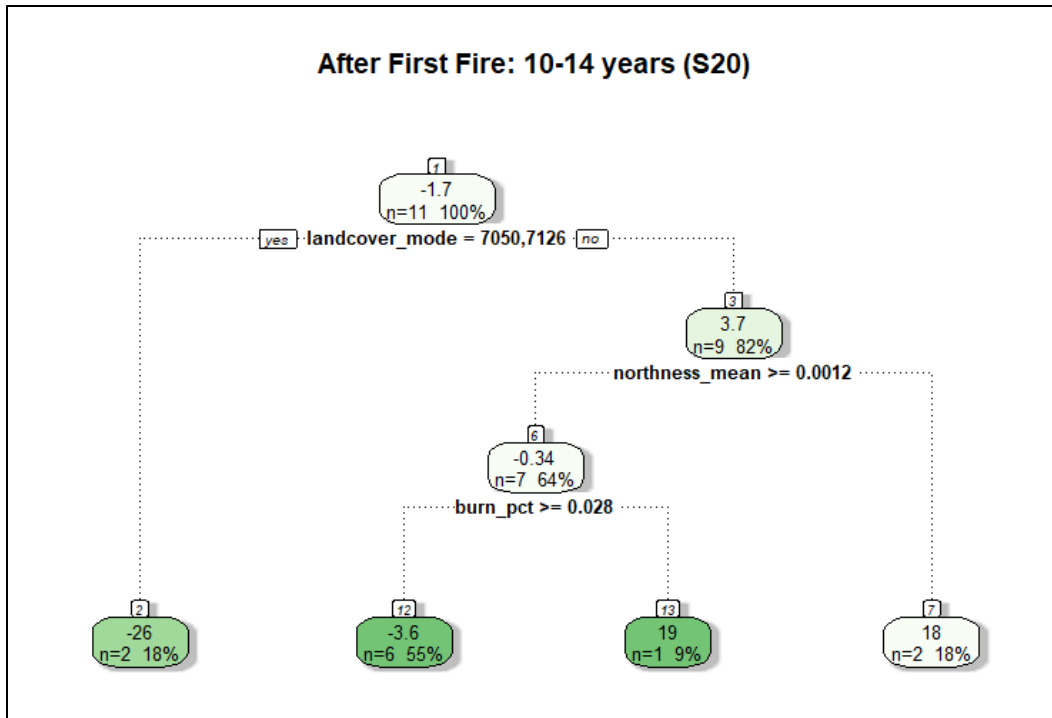 After First Fire: 10-14 years (S20)
1
-1.7
n=11 100%
yes landcover_mode = 7050,7126 no
3
3.7
n=9 82%
northness_mean >= 0.0012
6
-0.34
n=7 64%
burn_pct >= 0.028
2
-26
n=2 18%
12
-3.6
n=6 55%
13
19
n=1 9%
7
18
n=2 18%